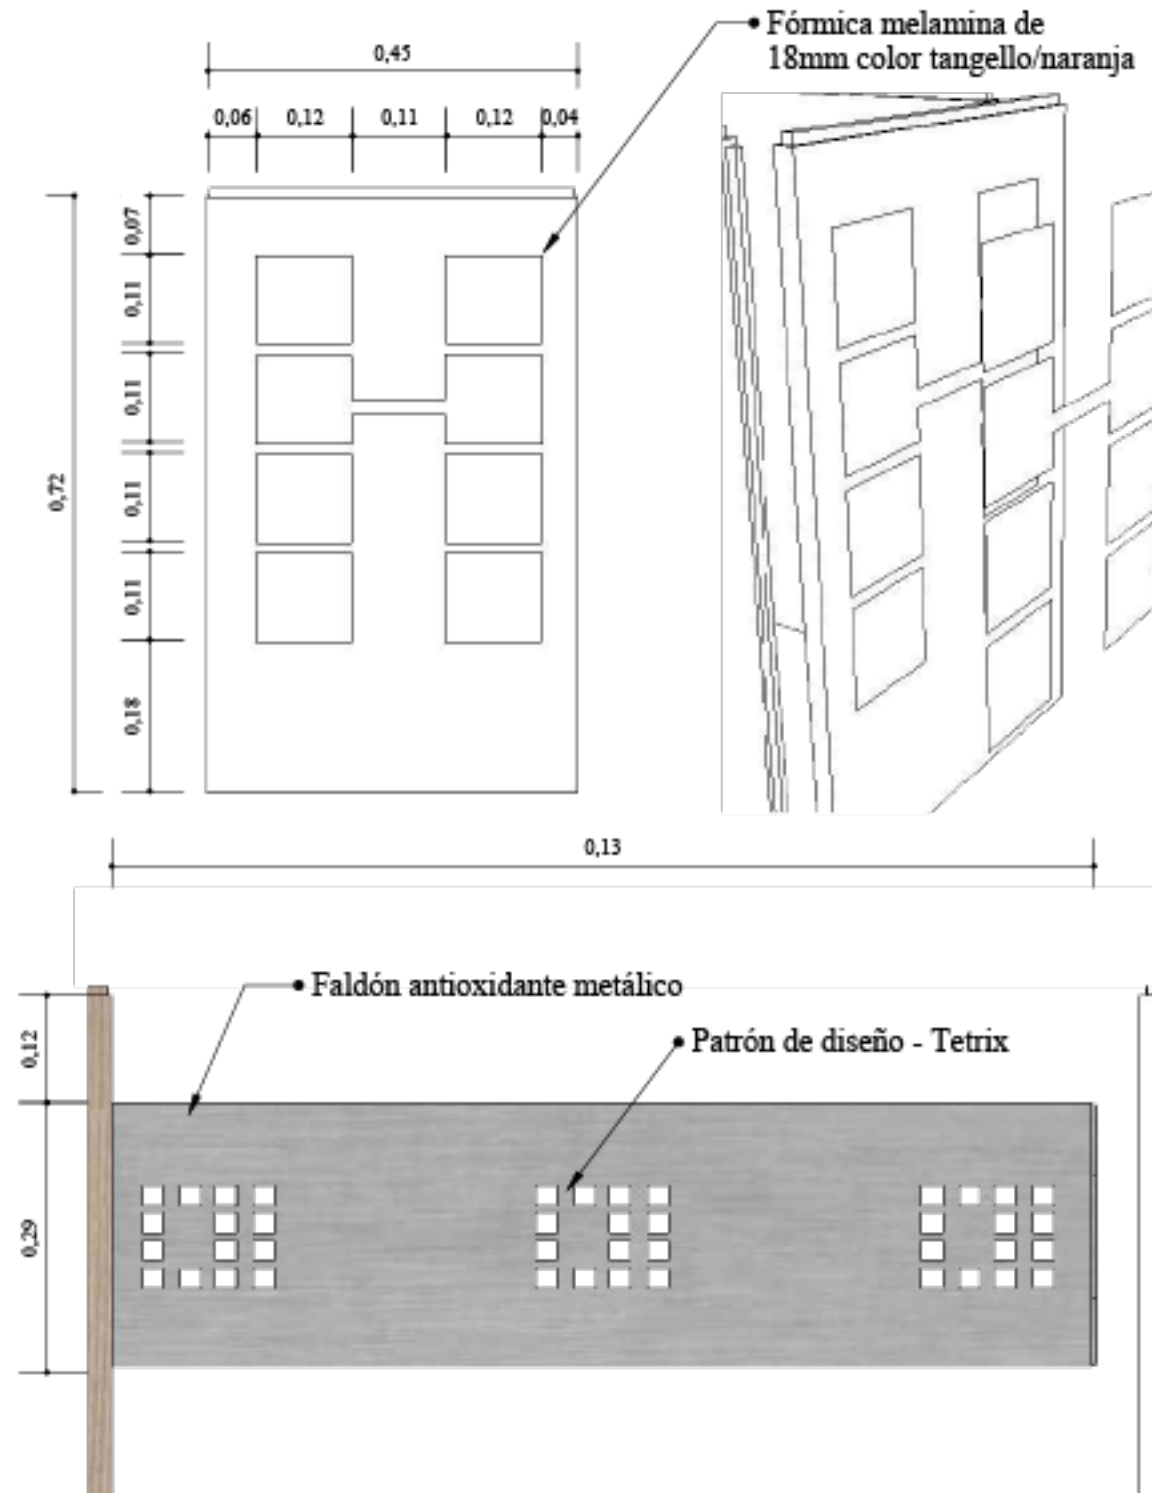 Fórmica melamina de
18mm color tangello/naranja
0,45
0,06 0,12 0,11 0,12 0,04
0,07
0,11
0,11
0,11
0,11
0,18
0,72
0,13
Faldón antioxidante metálico
Patrón de diseño - Tetrix
0,12
0,29